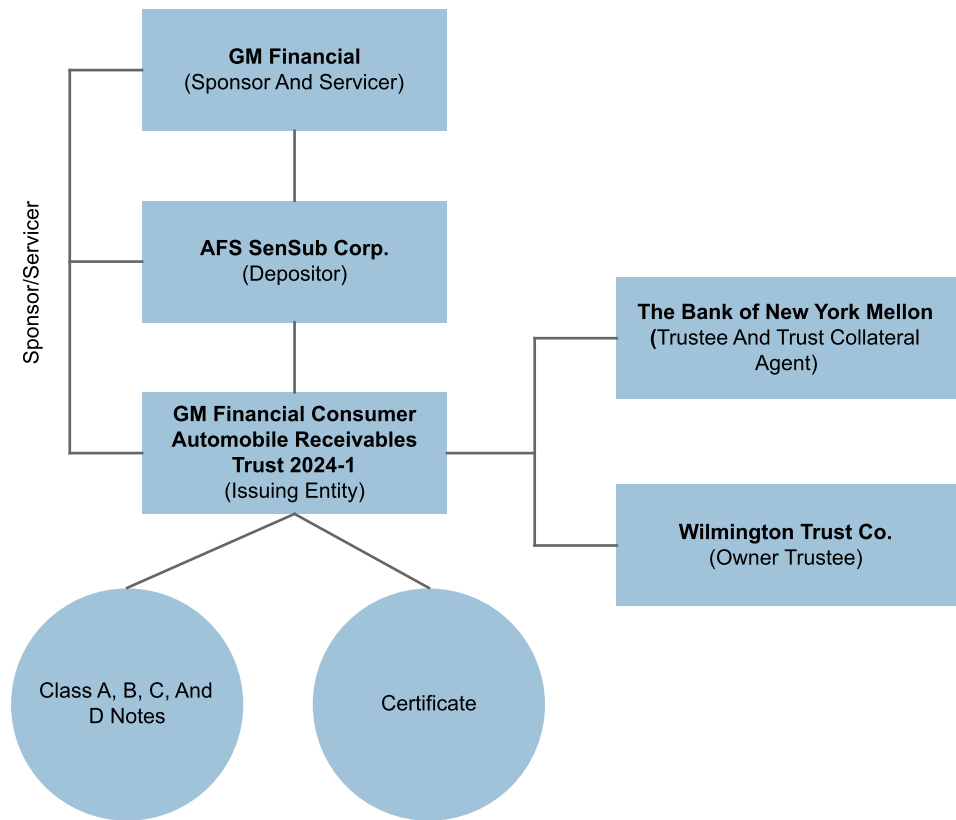 GM Financial
(Sponsor And Servicer)
Sponsor/Servicer
AFS SenSub Corp.
(Depositor)
The Bank of New York Mellon
(Trustee And Trust Collateral
Agent)
GM Financial Consumer
Automobile Receivables
Trust 2024-1
(Issuing Entity)
Wilmington Trust Co.
(Owner Trustee)
Class A, B, C, And
D Notes
Certificate